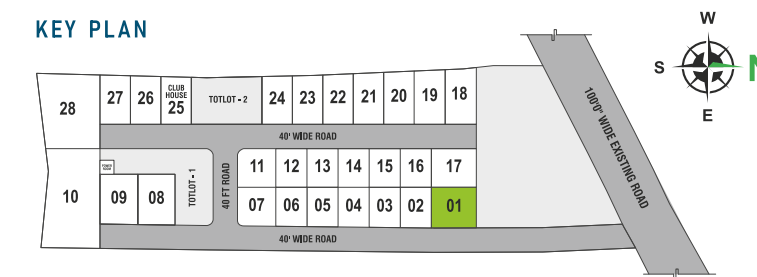 KEY PLAN
W
S
N
E
28
27
26
CLUB
HOUSE
25
TOTLOT - 2
24
23
22
21
20
19
18
100'0" WIDE EXISTING ROAD
40' WIDE ROAD
10
POWER
ROOM
09
08
TOTLOT - 1
40 FT ROAD
11
12
13
14
15
16
17
07
06
05
04
03
02
01
40' WIDE ROAD